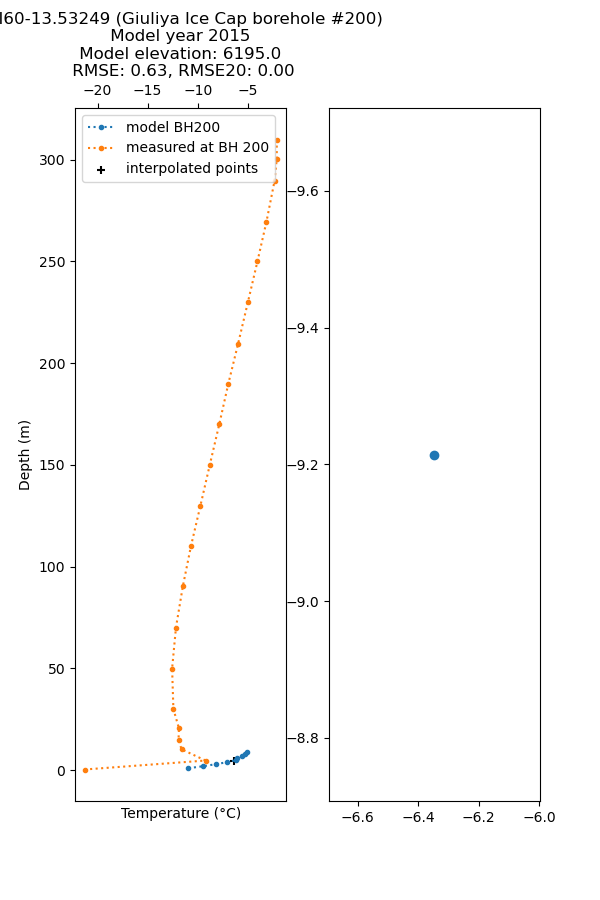 l60-13.53249 (Giuliya Ice Cap borehole #200)
Model year 2015
Model elevation: 6195.0
RMSE: 0.63, RMSE20: 0.00
−20 −15 −10 −5
model BH200
measured at BH 200
interpolated points
300
250
200
150
100
50
0
Depth (m)
Temperature (°C)
−9.6
−9.4
−9.2
−9.0
−8.8
−6.6 −6.4 −6.2 −6.0